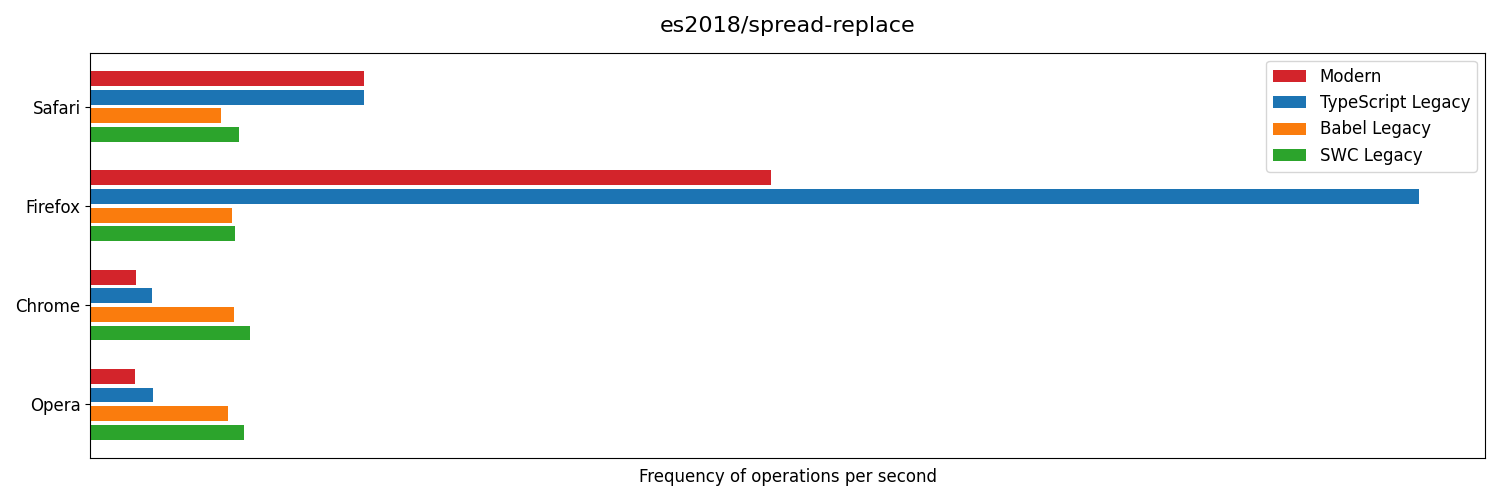 es2018/spread-replace
Modern
TypeScript Legacy
Babel Legacy
SWC Legacy
Safari
Firefox
Chrome
Opera
Frequency of operations per second